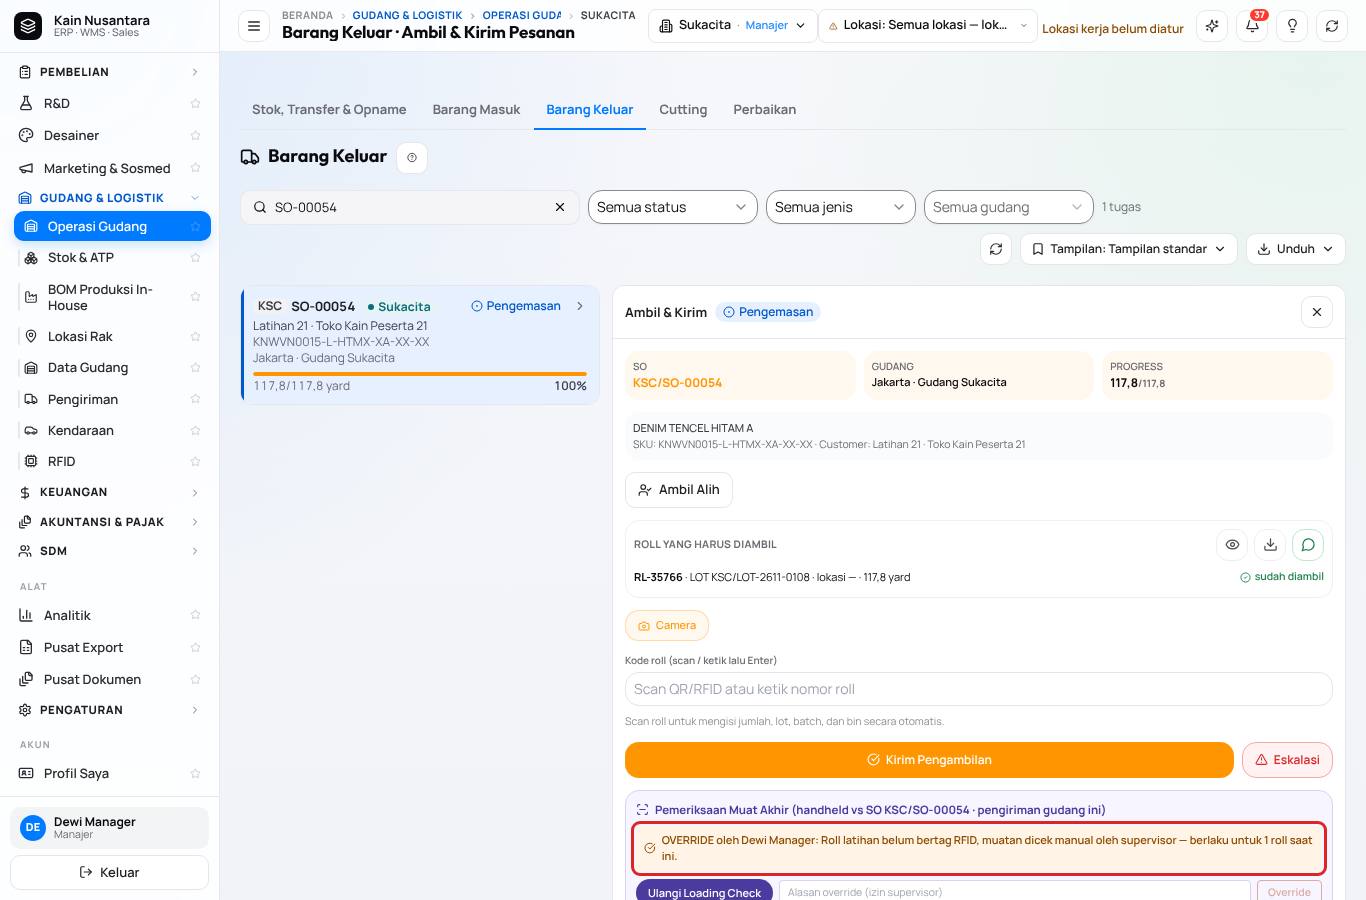 Kain Nusantara
ERP · WMS · Sales
PEMBELIAN
R&D
Desainer
Marketing & Sosmed
GUDANG & LOGISTIK
Operasi Gudang
Stok & ATP
BOM Produksi In-
House
Lokasi Rak
Data Gudang
Pengiriman
Kendaraan
RFID
KEUANGAN
AKUNTANSI & PAJAK
SDM
ALAT
Analitik
Pusat Export
Pusat Dokumen
PENGATURAN
AKUN
Profil Saya
DE
Dewi Manager
Manajer
Keluar
BERANDA > GUDANG & LOGISTIK > OPERASI GUDA > SUKACITA
Barang Keluar · Ambil & Kirim Pesanan
Sukacita · Manajer
Lokasi: Semua lokasi — lok...
Lokasi kerja belum diatur
37
Stok, Transfer & Opname
Barang Masuk
Barang Keluar
Cutting
Perbaikan
Barang Keluar
SO-00054
Semua status
Semua jenis
Semua gudang
1 tugas
Tampilan: Tampilan standar
Unduh
KSC SO-00054 Sukacita Pengemasan
Latihan 21 · Toko Kain Peserta 21
KNWVN0015-L-HTMX-XA-XX-XX
Jakarta · Gudang Sukacita
117,8/117,8 yard 100%
Ambil & Kirim Pengemasan
SO
KSC/SO-00054
GUDANG
Jakarta · Gudang Sukacita
PROGRESS
117,8/117,8
DENIM TENCEL HITAM A
SKU: KNWVN0015-L-HTMX-XA-XX-XX · Customer: Latihan 21 · Toko Kain Peserta 21
Ambil Alih
ROLL YANG HARUS DIAMBIL
RL-35766 · LOT KSC/LOT-2611-0108 · lokasi — · 117,8 yard
sudah diambil
Camera
Kode roll (scan / ketik lalu Enter)
Scan QR/RFID atau ketik nomor roll
Scan roll untuk mengisi jumlah, lot, batch, dan bin secara otomatis.
Kirim Pengambilan
Eskalasi
Pemeriksaan Muat Akhir (handheld vs SO KSC/SO-00054 · pengiriman gudang ini)
OVERRIDE oleh Dewi Manager: Roll latihan belum bertag RFID, muatan dicek manual oleh supervisor — berlaku untuk 1 roll saat
ini.
Ulangi Loading Check
Alasan override (izin supervisor)
Override